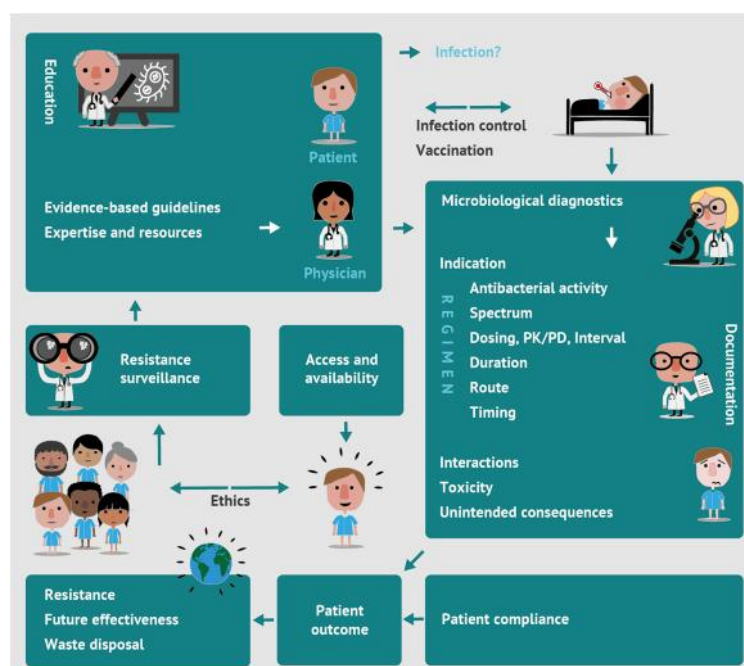 Education
Patient
Evidence-based guidelines
Expertise and resources
Physician
Infection?
Infection control
Vaccination
Microbiological diagnostics
Indication
REGIMEN
Antibacterial activity
Spectrum
Dosing, PK/PD, Interval
Duration
Route
Timing
Documentation
Interactions
Toxicity
Unintended consequences
Resistance
surveillance
Access and
availability
Ethics
Resistance
Future effectiveness
Waste disposal
Patient
outcome
Patient compliance